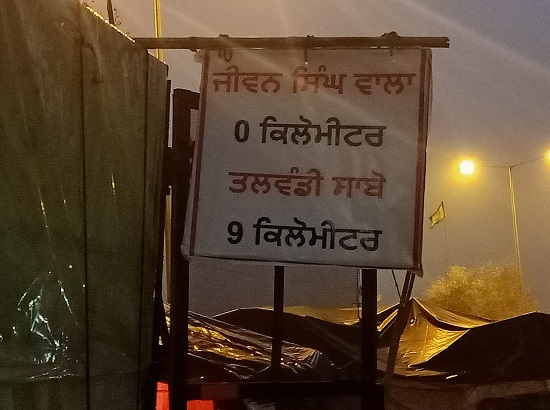 ਜੀਵਨ ਸਿੰਘ ਵਾਲਾ
0 ਕਿਲੋਮੀਟਰ
ਤਲਵੰਡੀ ਸਾਬੋ
9 ਕਿਲੋਮੀਟਰ